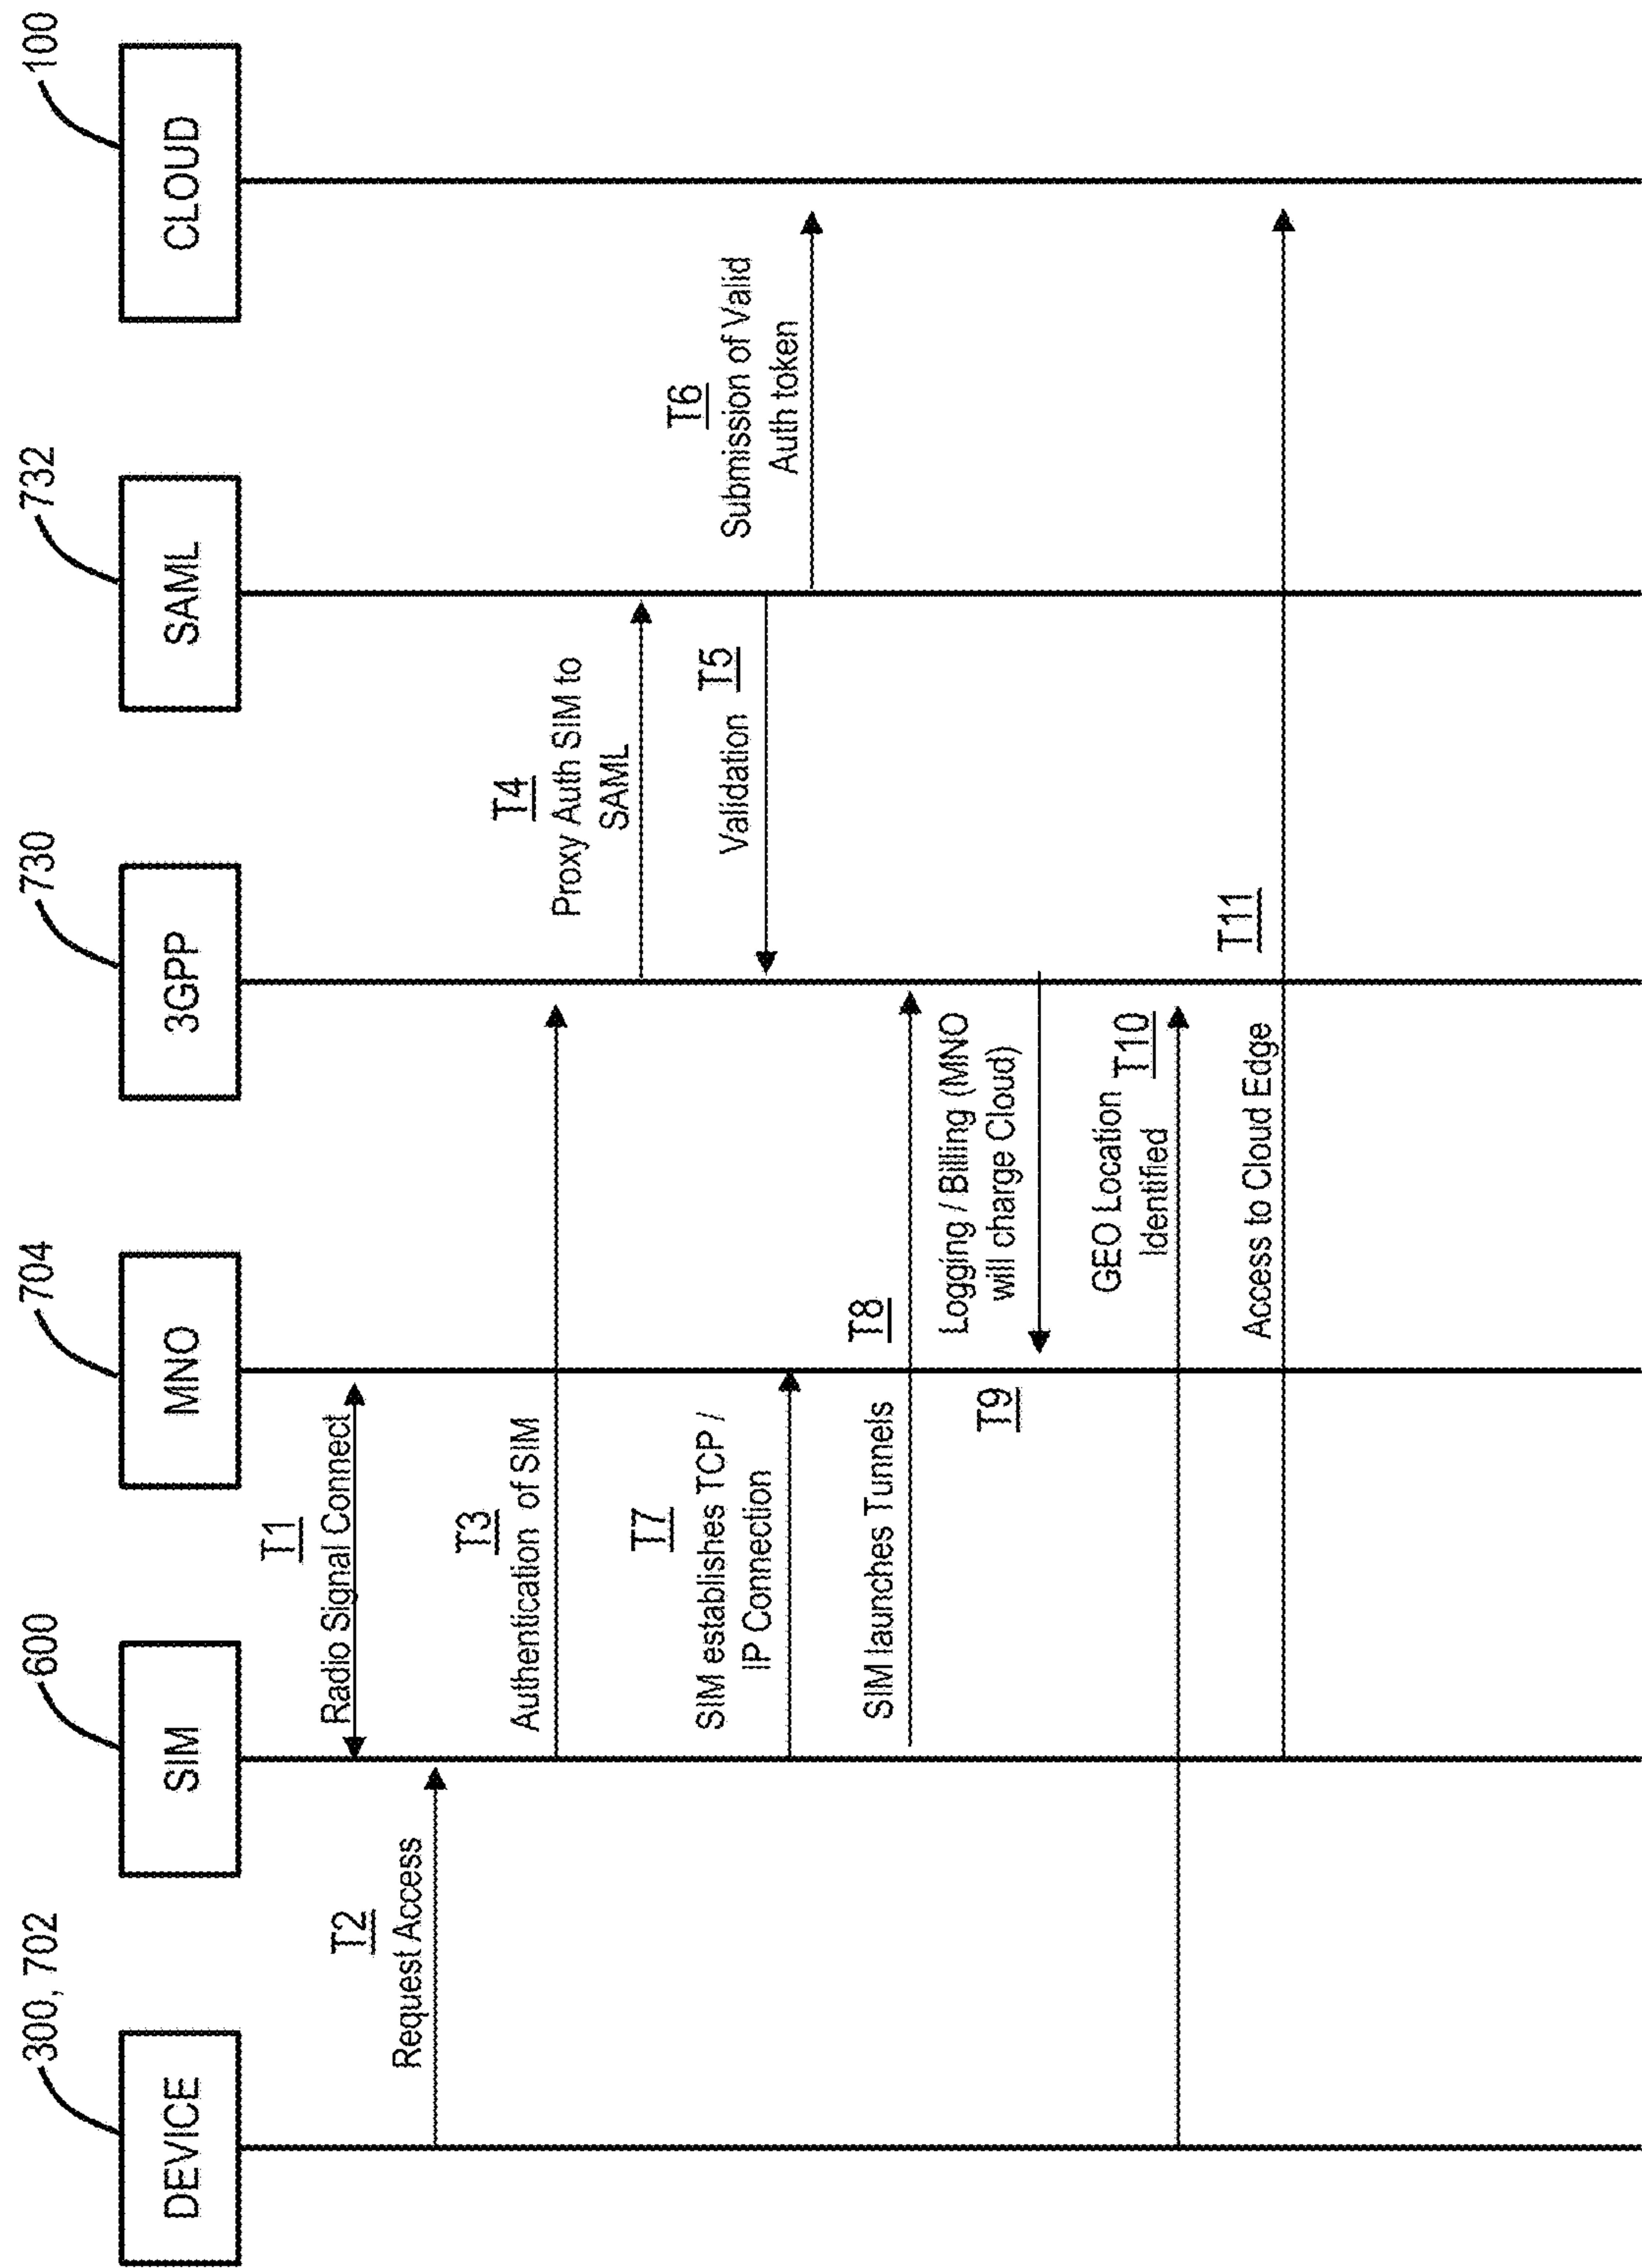 300, 702
600
704
730
732
100
DEVICE
SIM
MNO
3GPP
SAML
CLOUD
T1
Radio Signal Connect
T2
Request Access
T3
Authentication of SIM
T4
Proxy Auth SIM to
SAML
T5
Validation
T6
Submission of Valid
Auth token
T7
SIM establishes TCP /
IP Connection
T8
SIM launches Tunnels
T9
Logging / Billing (MNO
will charge Cloud)
T10
GEO Location
Identified
T11
Access to Cloud Edge